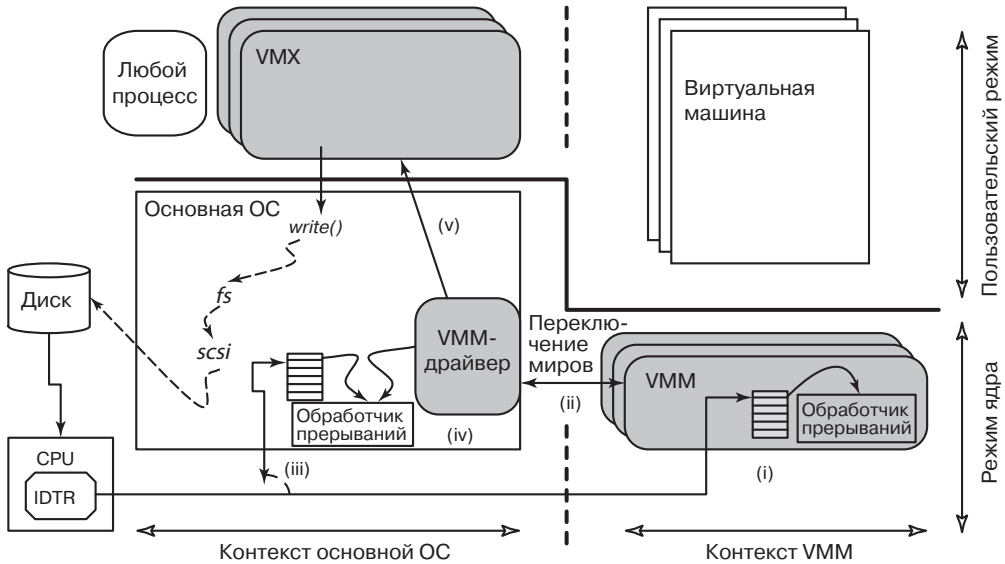 Любой
процесс
VMX
Виртуальная
машина
Пользовательский режим
Основная ОС
write()
(v)
fs
Диск
scsi
VMM-
драйвер
Переклю-
чение
миров
(ii)
VMM
Обработчик
прерываний
(iv)
Обработчик
прерываний
(i)
Режим ядра
CPU
IDTR
(iii)
Контекст основной ОС
Контекст VMM